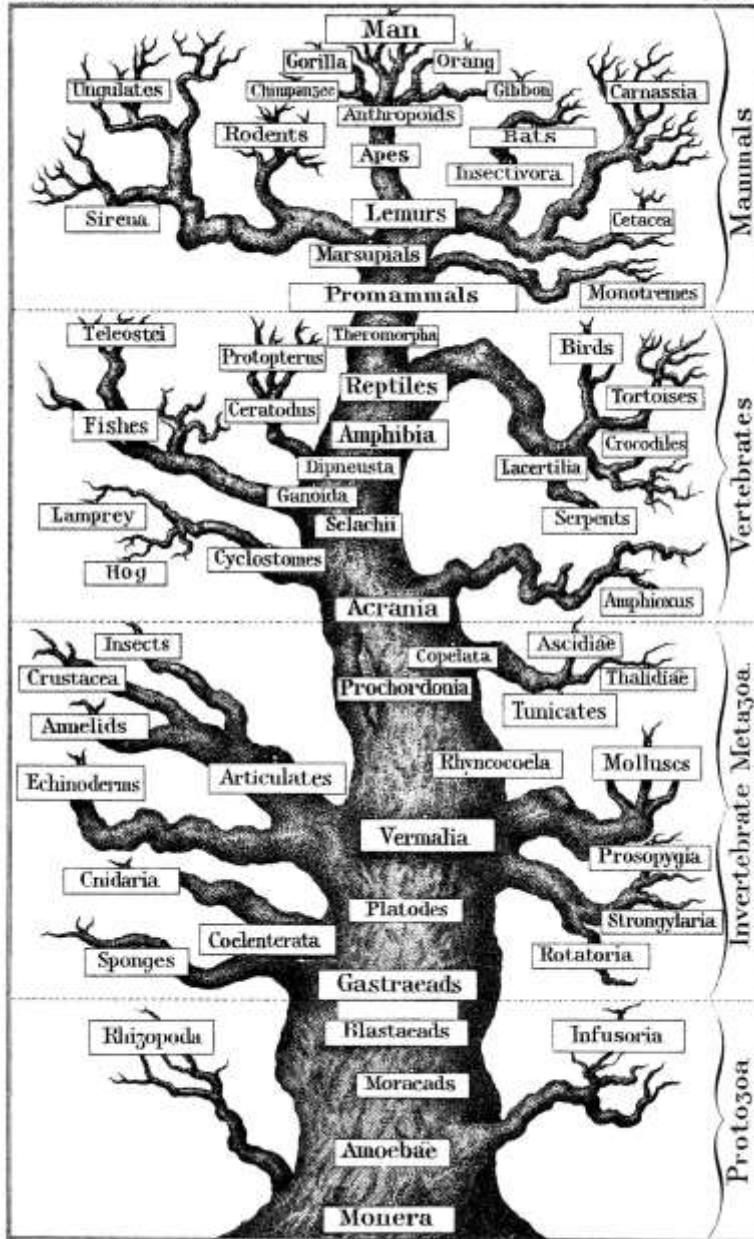 Man
Gorilla
Orang
Ungulates
Chimpanzee
Gibbon
Carnassia
Anthropoids
Rodents
Bats
Apes
Insectivora
Sirena
Lemurs
Cetacea
Marsupials
Promammals
Monotremes
Mammals
Teleostei
Theromorpha
Protopterus
Birds
Reptiles
Tortoises
Ceratodus
Fishes
Amphibia
Crocodiles
Dipneusta
Lacertilia
Ganoida
Lamprey
Selachii
Serpents
Cyclostomes
Hog
Acrania
Amphioxus
Vertebrates
Insects
Ascidiae
Copelata
Crustacea
Thalidiae
Prochordonia
Tunicates
Annelids
Rhyncocoela
Molluscs
Echinoderms
Articulates
Vermalia
Prosopygia
Cnidaria
Platodes
Strongylaria
Coelenterata
Rotatoria
Sponges
Gastraeads
Invertebrate Metazoa
Rhizopoda
Blastaeads
Infusoria
Moraeads
Amoebae
Monera
Protozoa